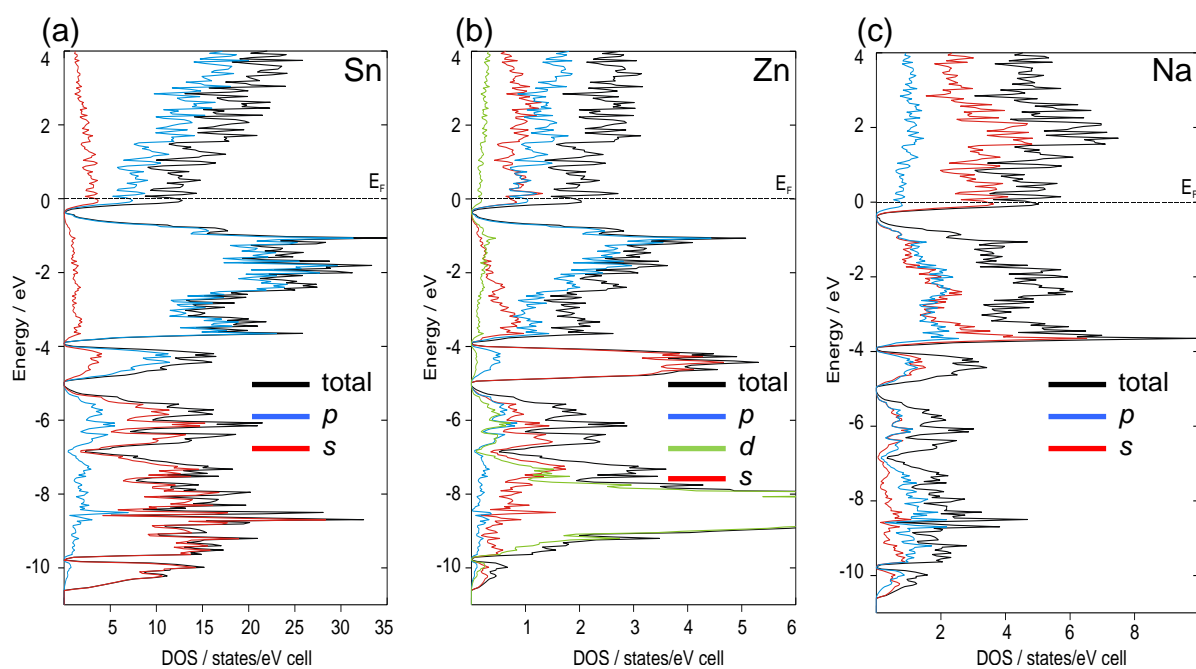 (a)
Sn
Energy / eV
4
2
0
-2
-4
-6
-8
-10
E_F
total
p
s
5 10 15 20 25 30 35
DOS / states/eV cell
(b)
Zn
Energy / eV
4
2
0
-2
-4
-6
-8
-10
E_F
total
p
d
s
1 2 3 4 5 6
DOS / states/eV cell
(c)
Na
Energy / eV
4
2
0
-2
-4
-6
-8
-10
E_F
total
p
s
2 4 6 8
DOS / states/eV cell